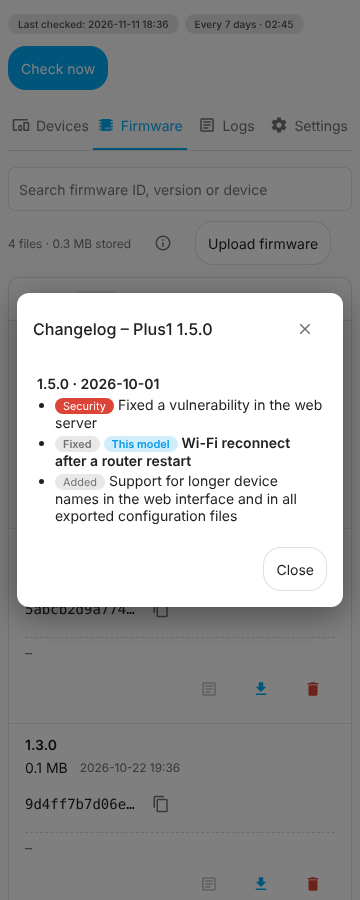 Last checked: 2026-11-11 18:36
Every 7 days · 02:45
Check now
Devices
Firmware
Logs
Settings
Search firmware ID, version or device
4 files · 0.3 MB stored
Upload firmware
Changelog – Plus1 1.5.0
1.5.0 · 2026-10-01
Security Fixed a vulnerability in the web
server
Fixed This model Wi-Fi reconnect
after a router restart
Added Support for longer device
names in the web interface and in all
exported configuration files
Close
5abcb2d9a774…
–
1.3.0
0.1 MB 2026-10-22 19:36
9d4ff7b7d06e…
–